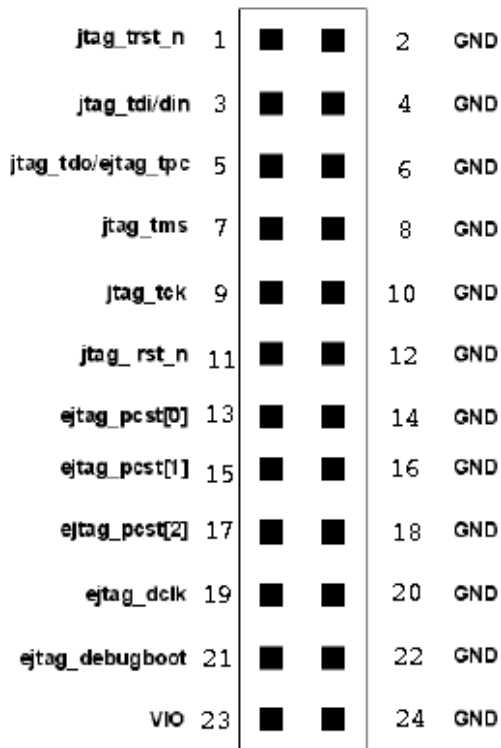 jtag_trst_n 1 2 GND
jtag_tdi/din 3 4 GND
jtag_tdo/ejtag_tpc 5 6 GND
jtag_tms 7 8 GND
jtag_tck 9 10 GND
jtag_ rst_n 11 12 GND
ejtag_pcst[0] 13 14 GND
ejtag_pcst[1] 15 16 GND
ejtag_pcst[2] 17 18 GND
ejtag_dclk 19 20 GND
ejtag_debugboot 21 22 GND
VIO 23 24 GND